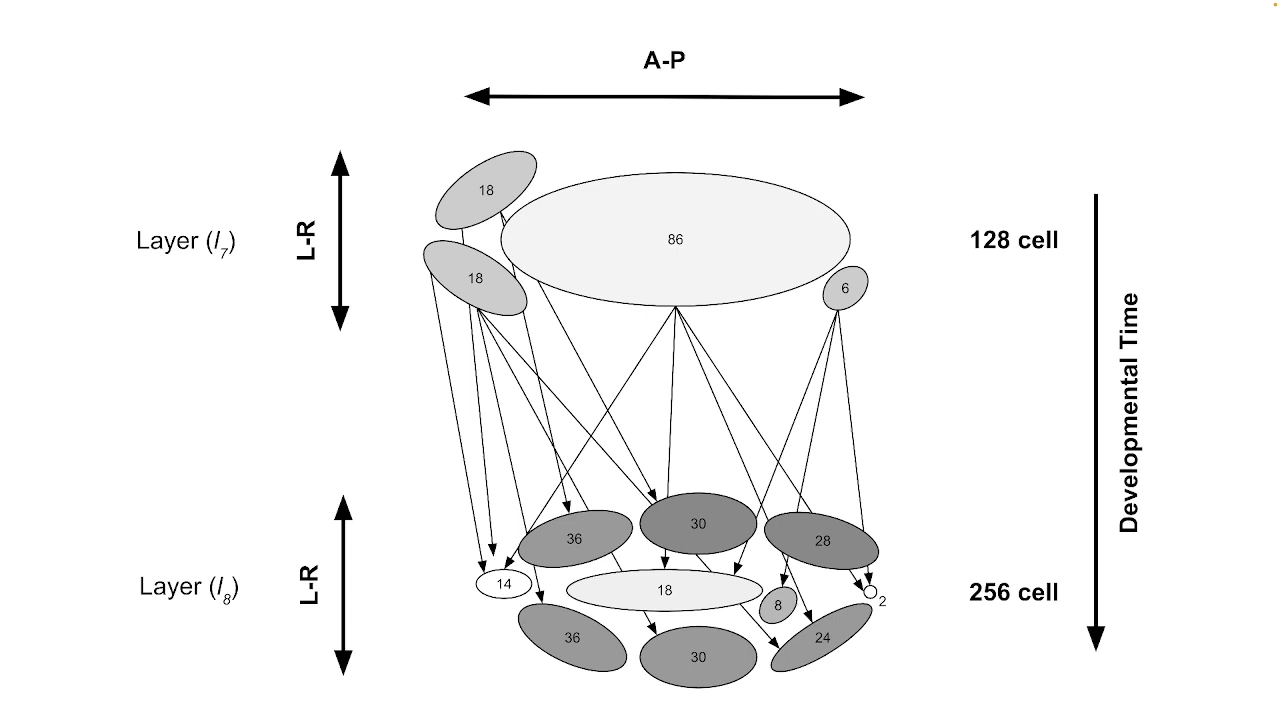 A-P
18
86
Layer (l7)
L-R
128 cell
18
6
Developmental Time
30
36
28
14
18
Layer (l8)
L-R
256 cell
8
2
36
24
30